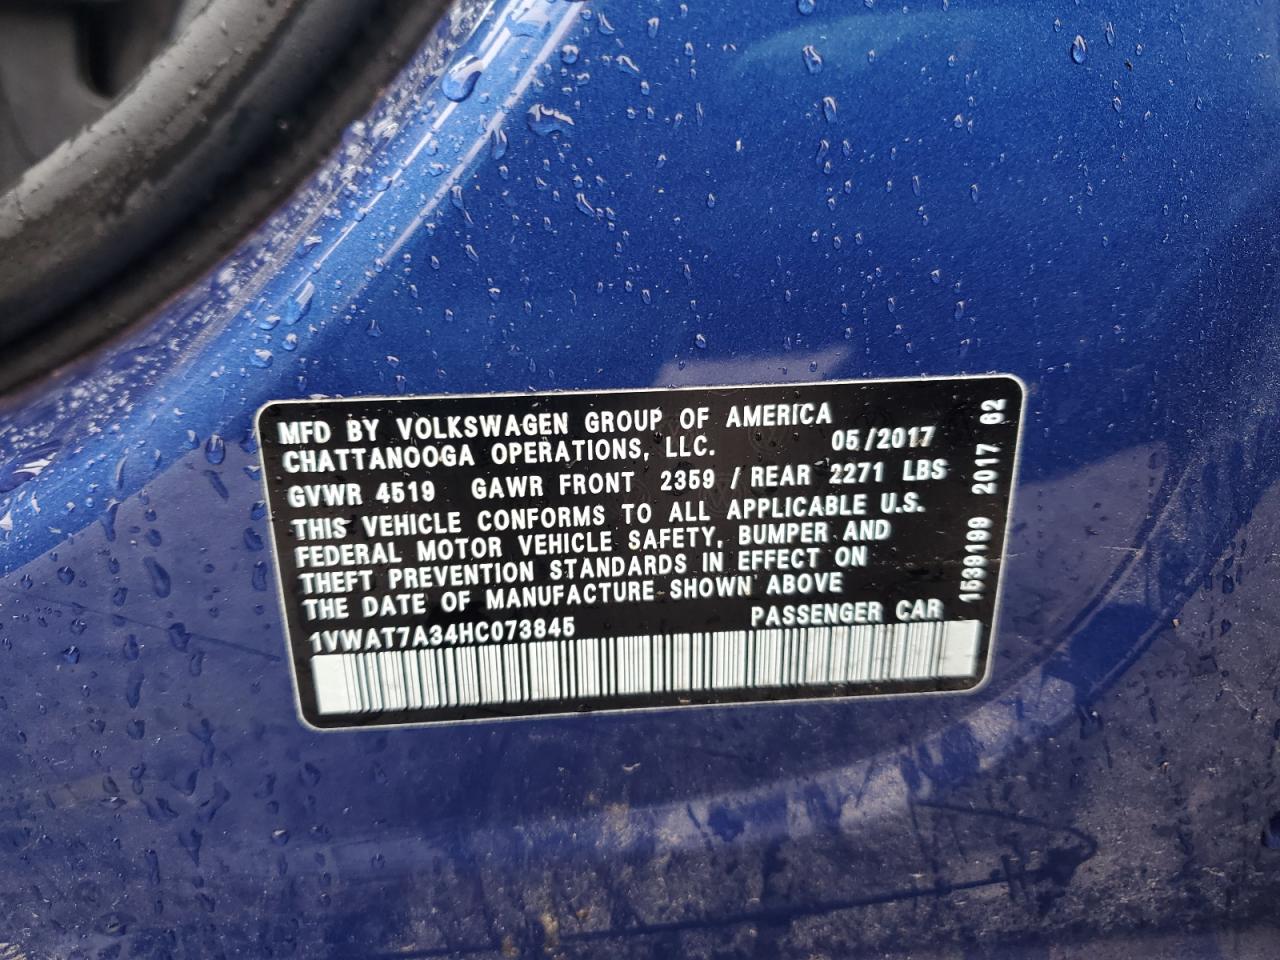 MFD BY VOLKSWAGEN GROUP OF AMERICA
CHATTANOOGA OPERATIONS, LLC. 05/2017
GVWR 4519 GAWR FRONT 2359 / REAR 2271 LBS
THIS VEHICLE CONFORMS TO ALL APPLICABLE U.S.
FEDERAL MOTOR VEHICLE SAFETY, BUMPER AND
THEFT PREVENTION STANDARDS IN EFFECT ON
THE DATE OF MANUFACTURE SHOWN ABOVE
1VWAT7A34HC073845 PASSENGER CAR
1539199 2017 62